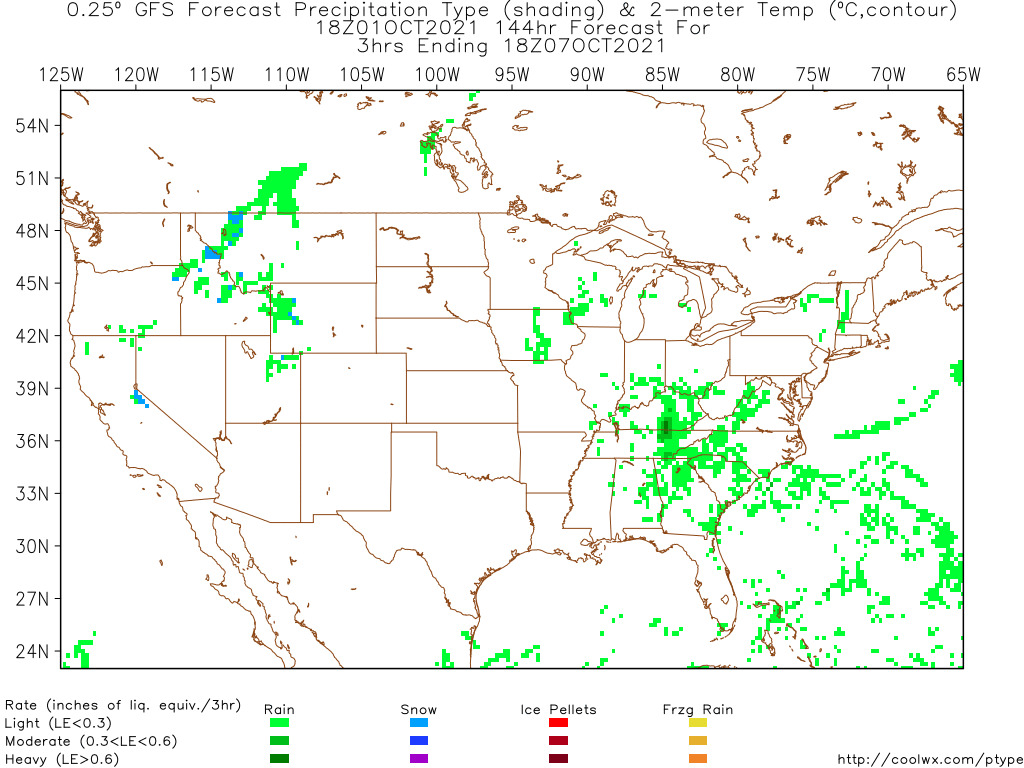 0.25° GFS Forecast Precipitation Type (shading) & 2-meter Temp (°C,contour)
18Z01OCT2021 144hr Forecast For
3hrs Ending 18Z07OCT2021
125W 120W 115W 110W 105W 100W 95W 90W 85W 80W 75W 70W 65W
54N
51N
48N
45N
42N
39N
36N
33N
30N
27N
24N
Rate (inches of liq. equiv./3hr) Rain Snow Ice Pellets Frzg Rain
Light (LE<0.3)
Moderate (0.3<LE<0.6)
Heavy (LE>0.6) http://coolwx.com/ptype